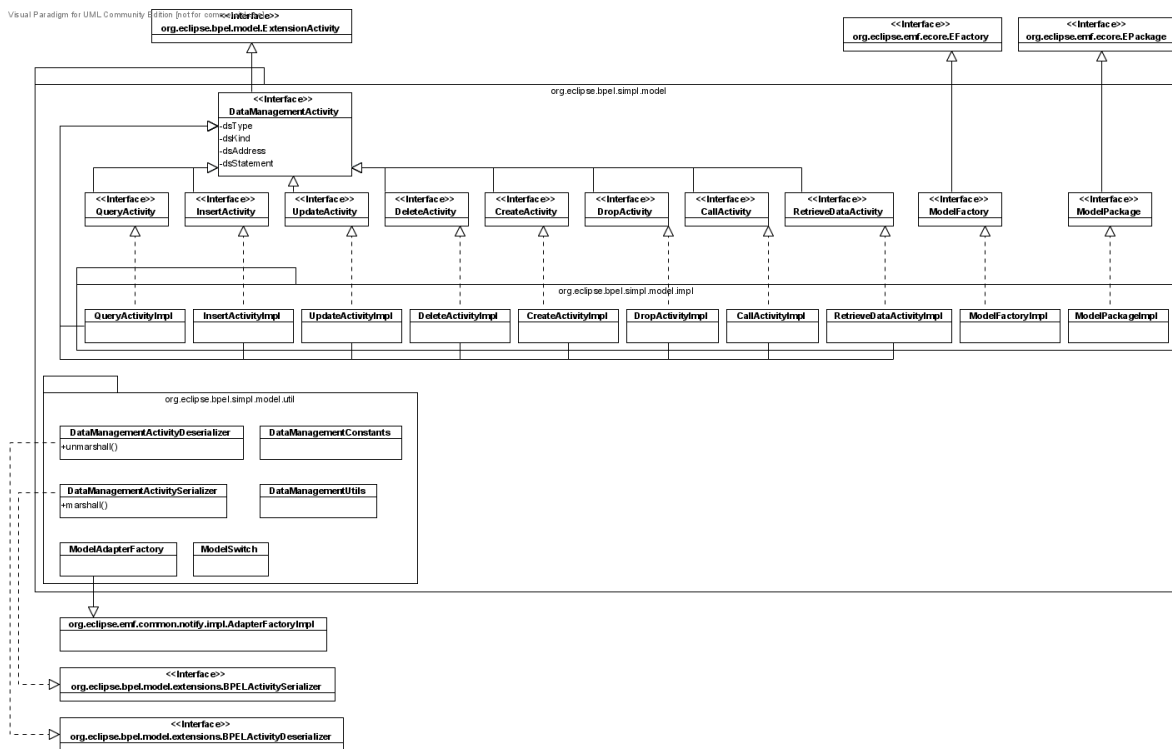 Visual Paradigm for UML Community Edition [not for com
<<Interface>>
org.eclipse.bpel.model.ExtensionActivity
<<Interface>>
org.eclipse.emf.ecore.EFactory
<<Interface>>
org.eclipse.emf.ecore.EPackage
org.eclipse.bpel.simpl.model
<<Interface>>
DataManagementActivity
-dsType
-dsKind
-dsAddress
-dsStatement
<<Interface>>
QueryActivity
<<Interface>>
InsertActivity
<<Interface>>
UpdateActivity
<<Interface>>
DeleteActivity
<<Interface>>
CreateActivity
<<Interface>>
DropActivity
<<Interface>>
CallActivity
<<Interface>>
RetrieveDataActivity
<<Interface>>
ModelFactory
<<Interface>>
ModelPackage
org.eclipse.bpel.simpl.model.impl
QueryActivityImpl
InsertActivityImpl
UpdateActivityImpl
DeleteActivityImpl
CreateActivityImpl
DropActivityImpl
CallActivityImpl
RetrieveDataActivityImpl
ModelFactoryImpl
ModelPackageImpl
org.eclipse.bpel.simpl.model.util
DataManagementActivityDeserializer
+unmarshall()
DataManagementConstants
DataManagementActivitySerializer
+marshall()
DataManagementUtils
ModelAdapterFactory
ModelSwitch
org.eclipse.emf.common.notify.impl.AdapterFactoryImpl
<<Interface>>
org.eclipse.bpel.model.extensions.BPELActivitySerializer
<<Interface>>
org.eclipse.bpel.model.extensions.BPELActivityDeserializer